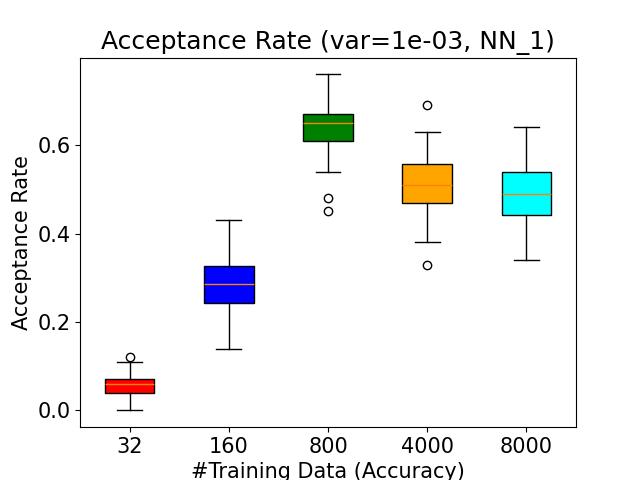 Acceptance Rate (var=1e-03, NN_1)
Acceptance Rate
0.6
0.4
0.2
0.0
32 160 800 4000 8000
#Training Data (Accuracy)